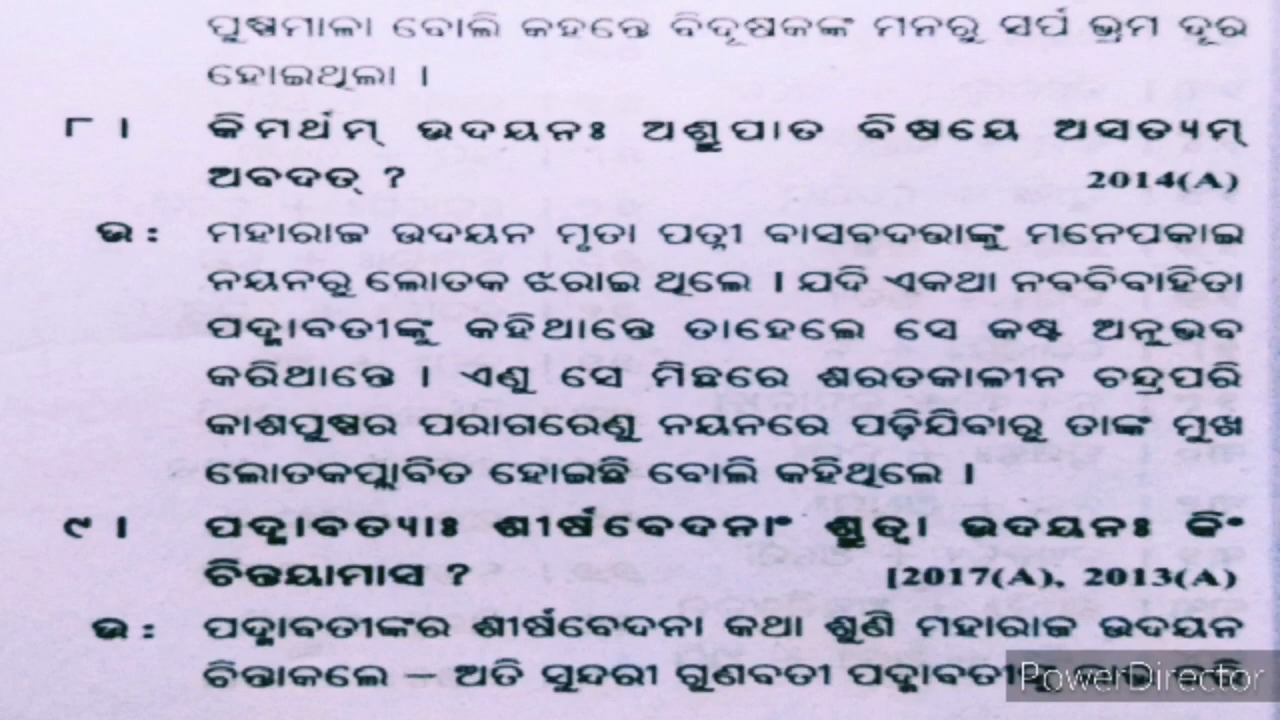 ପୁଷ୍ପମାଳା ବୋଲି କହନ୍ତେ ବିଦୂଷକଙ୍କ ମନରୁ ସର୍ପ ଭ୍ରମ ଦୂର
ହୋଇଥିଲା ।
୮ । କିମର୍ଥମ୍ ଉଦୟନଃ ଅଶ୍ରୁପାତ ବିଷୟେ ଅସତ୍ୟମ୍
ଅବଦତ୍ ? 2014(A)
ଉ : ମହାରାଜ ଉଦୟନ ମୃତା ପତ୍ନୀ ବାସବଦତ୍ତାଙ୍କୁ ମନେପକାଇ
ନୟନରୁ ଲୋତକ ଝରାଇ ଥିଲେ । ଯଦି ଏକଥା ନବବିବାହିତା
ପଦ୍ମାବତୀଙ୍କୁ କହିଥାନ୍ତେ ତାହେଲେ ସେ କଷ୍ଟ ଅନୁଭବ
କରିଥାନ୍ତେ । ଏଣୁ ସେ ମିଛରେ ଶରତକାଳୀନ ଚନ୍ଦ୍ରପରି
କାଶପୁଷ୍ପର ପରାଗରେଣୁ ନୟନରେ ପଡ଼ିଯିବାରୁ ତାଙ୍କ ମୁଖ
ଲୋତକପ୍ଲାବିତ ହୋଇଛି ବୋଲି କହିଥିଲେ ।
୯ । ପଦ୍ମାବତ୍ୟାଃ ଶୀର୍ଷବେଦନାଂ ଶ୍ରୁତ୍ୱା ଉଦୟନଃ କିଂ
ଚିନ୍ତୟାମାସ ? [2017(A), 2013(A)
ଉ : ପଦ୍ମାବତୀଙ୍କର ଶୀର୍ଷବେଦନା କଥା ଶୁଣି ମହାରାଜ ଉଦୟନ
ଚିନ୍ତାକଲେ – ଅତି ସୁନ୍ଦରୀ ଗୁଣବତୀ
PowerDirector